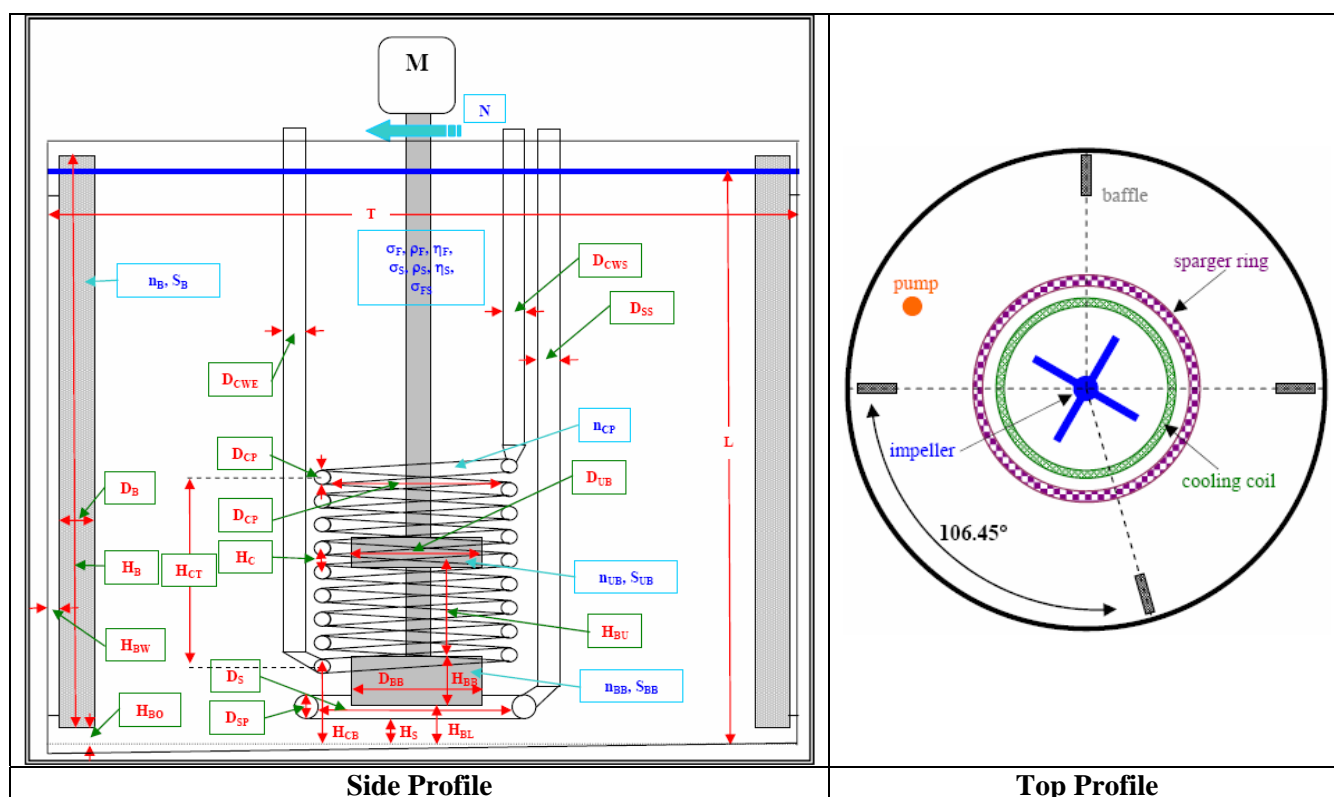 M
N
T
σF, ρF, ηF,
σS, ρS, ηS,
σFS
DCWS
nB, SB
DSS
DCWE
L
nCP
DCP
DUB
DB
DCP
HC
HB
HCT
nUB, SUB
HBU
HBW
DS
DBB
HBB
nBB, SBB
HBO
DSP
HCB
HS
HBL
Side Profile
baffle
sparger ring
pump
impeller
cooling coil
106.45°
Top Profile